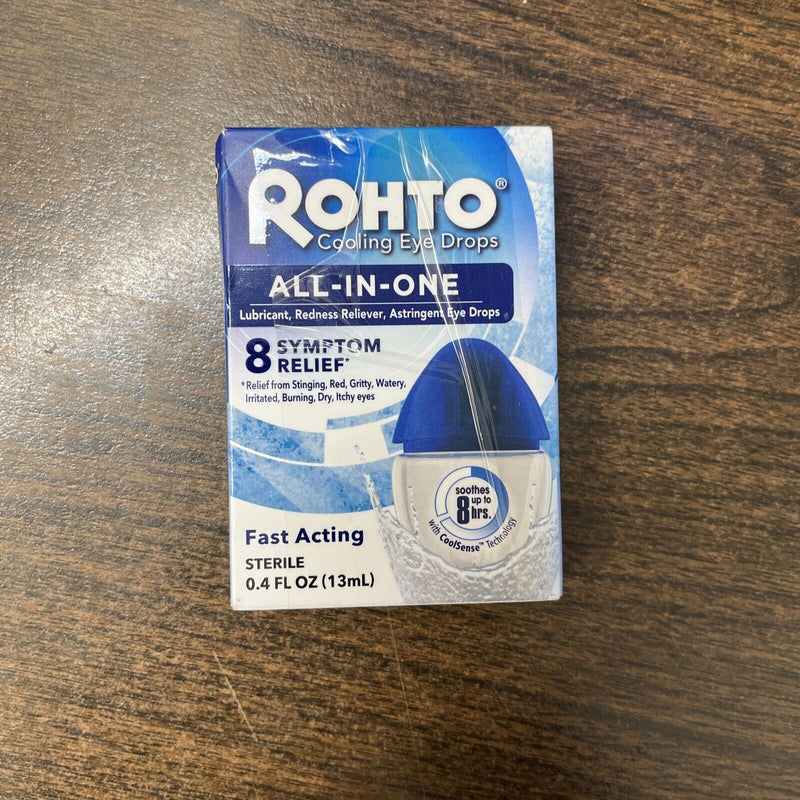 ROHTO®
Cooling Eye Drops
ALL-IN-ONE
Lubricant, Redness Reliever, Astringent Eye Drops
8 SYMPTOM
RELIEF*
*Relief from Stinging, Red, Gritty, Watery,
Irritated, Burning, Dry, Itchy eyes
soothes
up to
8 hrs.
with CoolSense™ Technology
Fast Acting
STERILE
0.4 FL OZ (13mL)